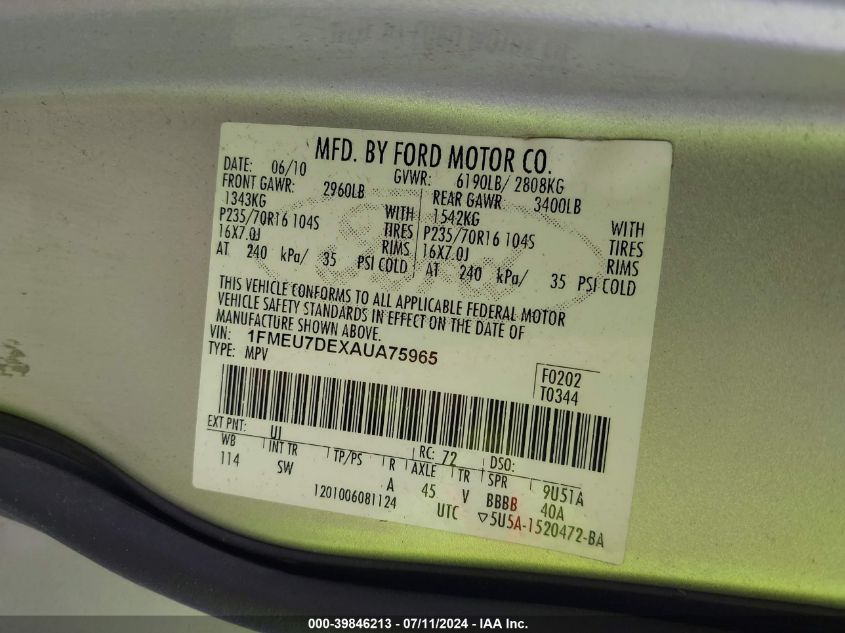 MFD. BY FORD MOTOR CO.
DATE: 06/10 GVWR: 6190LB/ 2808KG
FRONT GAWR: 2960LB REAR GAWR: 3400LB
1343KG WITH 1542KG WITH
P235/70R16 104S TIRES P235/70R16 104S TIRES
16X7.0J RIMS 16X7.0J RIMS
AT 240 kPa/ 35 PSI COLD AT 240 kPa/ 35 PSI COLD
THIS VEHICLE CONFORMS TO ALL APPLICABLE FEDERAL MOTOR
VEHICLE SAFETY STANDARDS IN EFFECT ON THE DATE OF
MANUFACTURE SHOWN ABOVE.
VIN: 1FMEU7DEXAUA75965
TYPE: MPV
F0202
T0344
EXT PNT: UI RC: 72 DSO:
WB INT TR TP/PS R AXLE TR SPR 9U51A
114 SW A 45 V BBBB 40A
1201006081124 UTC ▽5U5A-1520472-BA
000-39846213 - 07/11/2024 - IAA Inc.